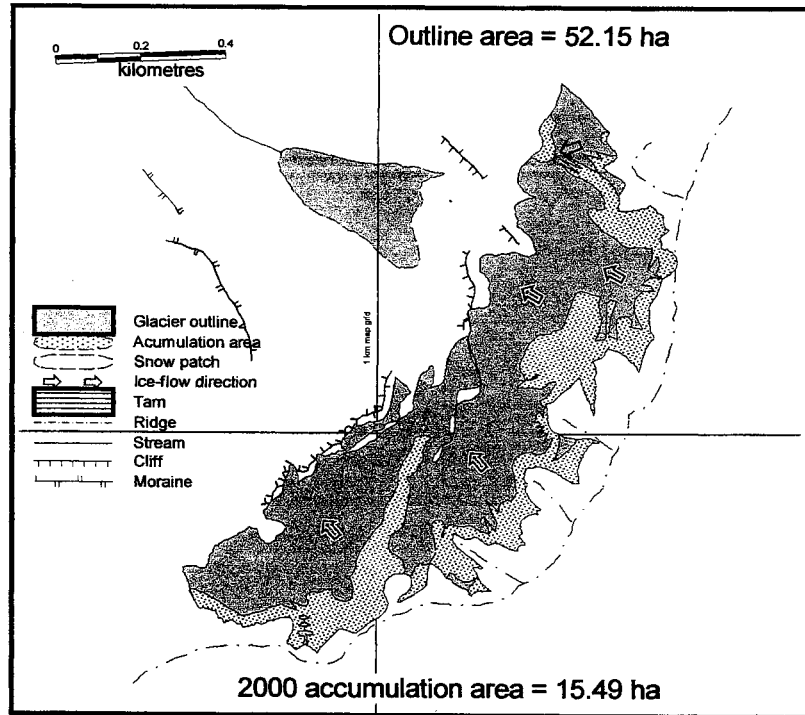 Outline area = 52.15 ha
0 0.2 0.4
kilometres
1 km map grid
Glacier outline
Acumulation area
Snow patch
Ice-flow direction
Tarn
Ridge
Stream
Cliff
Moraine
2000 accumulation area = 15.49 ha